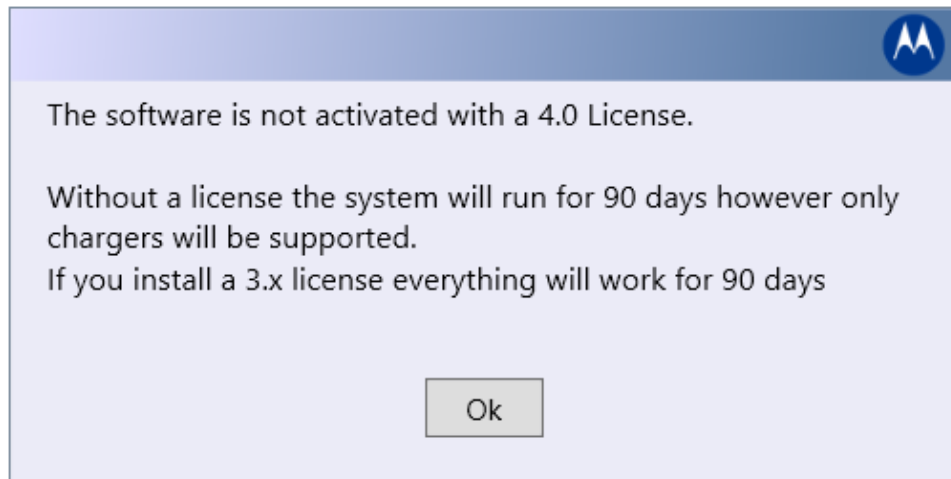 The software is not activated with a 4.0 License.
Without a license the system will run for 90 days however only
chargers will be supported.
If you install a 3.x license everything will work for 90 days
Ok